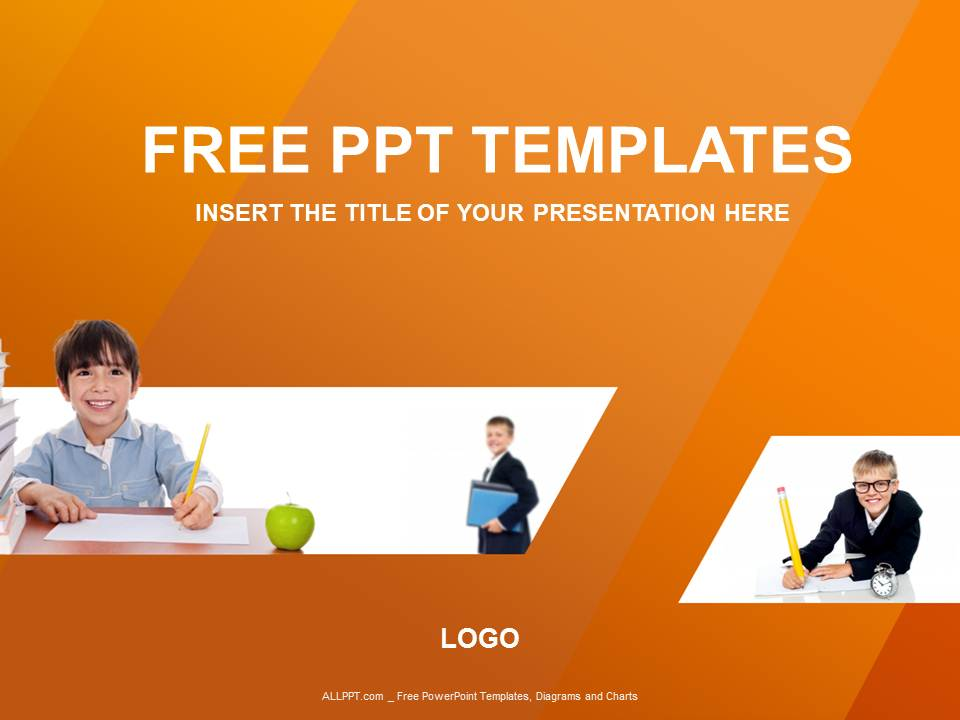 FREE PPT TEMPLATES
INSERT THE TITLE OF YOUR PRESENTATION HERE
LOGO
ALLPPT.com _ Free PowerPoint Templates, Diagrams and Charts